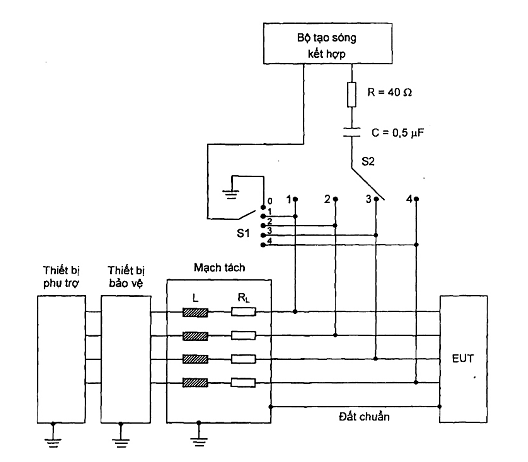 Bộ tạo sóng
kết hợp
R = 40 Ω
C = 0,5 μF
S2
0
1
2
3
4
1
2
3
4
S1
Thiết bị
phu trợ
Thiết bị
bảo vệ
Mạch tách
L
RL
EUT
Đất chuẩn